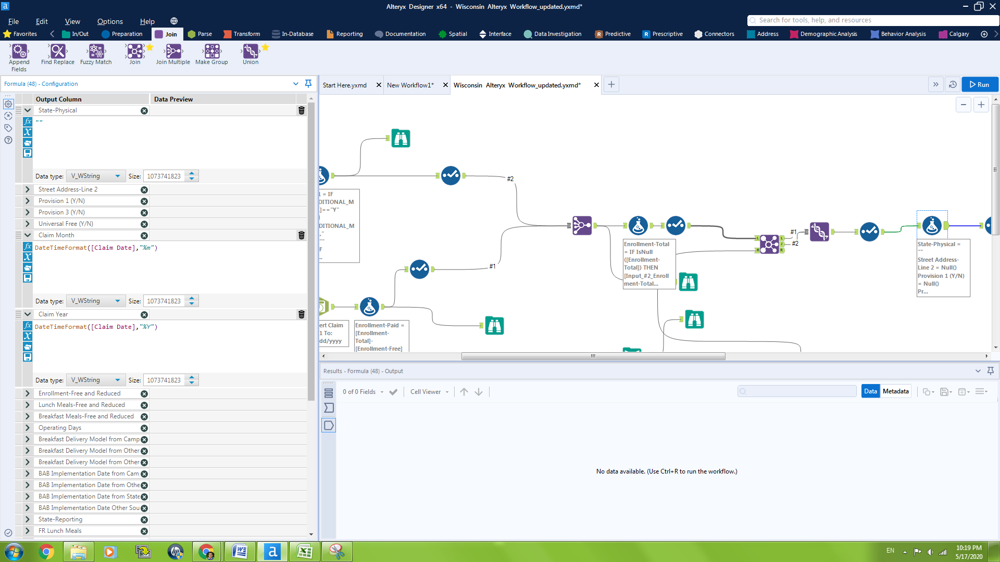 Alteryx Designer x64 - Wisconsin Alteryx Workflow_updated.yxmd*
File Edit View Options Help
Search for tools, help, and resources
Favorites In/Out Preparation Join Parse Transform In-Database Reporting Documentation Spatial Interface Data Investigation Predictive Prescriptive Connectors Address Demographic Analysis Behavior Analysis Calgary
Append Fields
Find Replace
Fuzzy Match
Join
Join Multiple
Make Group
Union
Formula (48) - Configuration
Output Column Data Preview
State-Physical
""
Data type: V_WString Size: 1073741823
Street Address-Line 2
Provision 1 (Y/N)
Provision 3 (Y/N)
Universal Free (Y/N)
Claim Month
DateTimeFormat([Claim Date],"%m")
Data type: V_WString Size: 1073741823
Claim Year
DateTimeFormat([Claim Date],"%Y")
Data type: V_WString Size: 1073741823
Enrollment-Free and Reduced
Lunch Meals-Free and Reduced
Breakfast Meals-Free and Reduced
Operating Days
Breakfast Delivery Model from Camp
Breakfast Delivery Model from Other
Breakfast Delivery Model from Other
BAB Implementation Date from Cam
BAB Implementation Date from Othe
BAB Implementation Date from State
BAB Implementation Date Other Sou
State-Reporting
FR Lunch Meals
Start Here.yxmd New Workflow1* Wisconsin Alteryx Workflow_updated.yxmd*
Run
1 = IF
DITIONAL_M
]=="Y"
DITIONAL_M
"
""
F
..
#2
#1
ert Claim
1 To:
dd/yyyy
Enrollment-Paid =
[Enrollment-
Total]-
[Enrollment-Free]
Enrollment-Total
= IF IsNull
([Enrollment-
Total]) THEN
[Input_#2_Enroll
ment-Total...
L
R
L
J
R
#1
#2
State-Physical =
""
Street Address-
Line 2 = Null()
Provision 1 (Y/N)
= Null()
Pr...
Results - Formula (48) - Output
0 of 0 Fields Cell Viewer Data Metadata
No data available. (Use Ctrl+R to run the workflow.)
EN
10:19 PM
5/17/2020